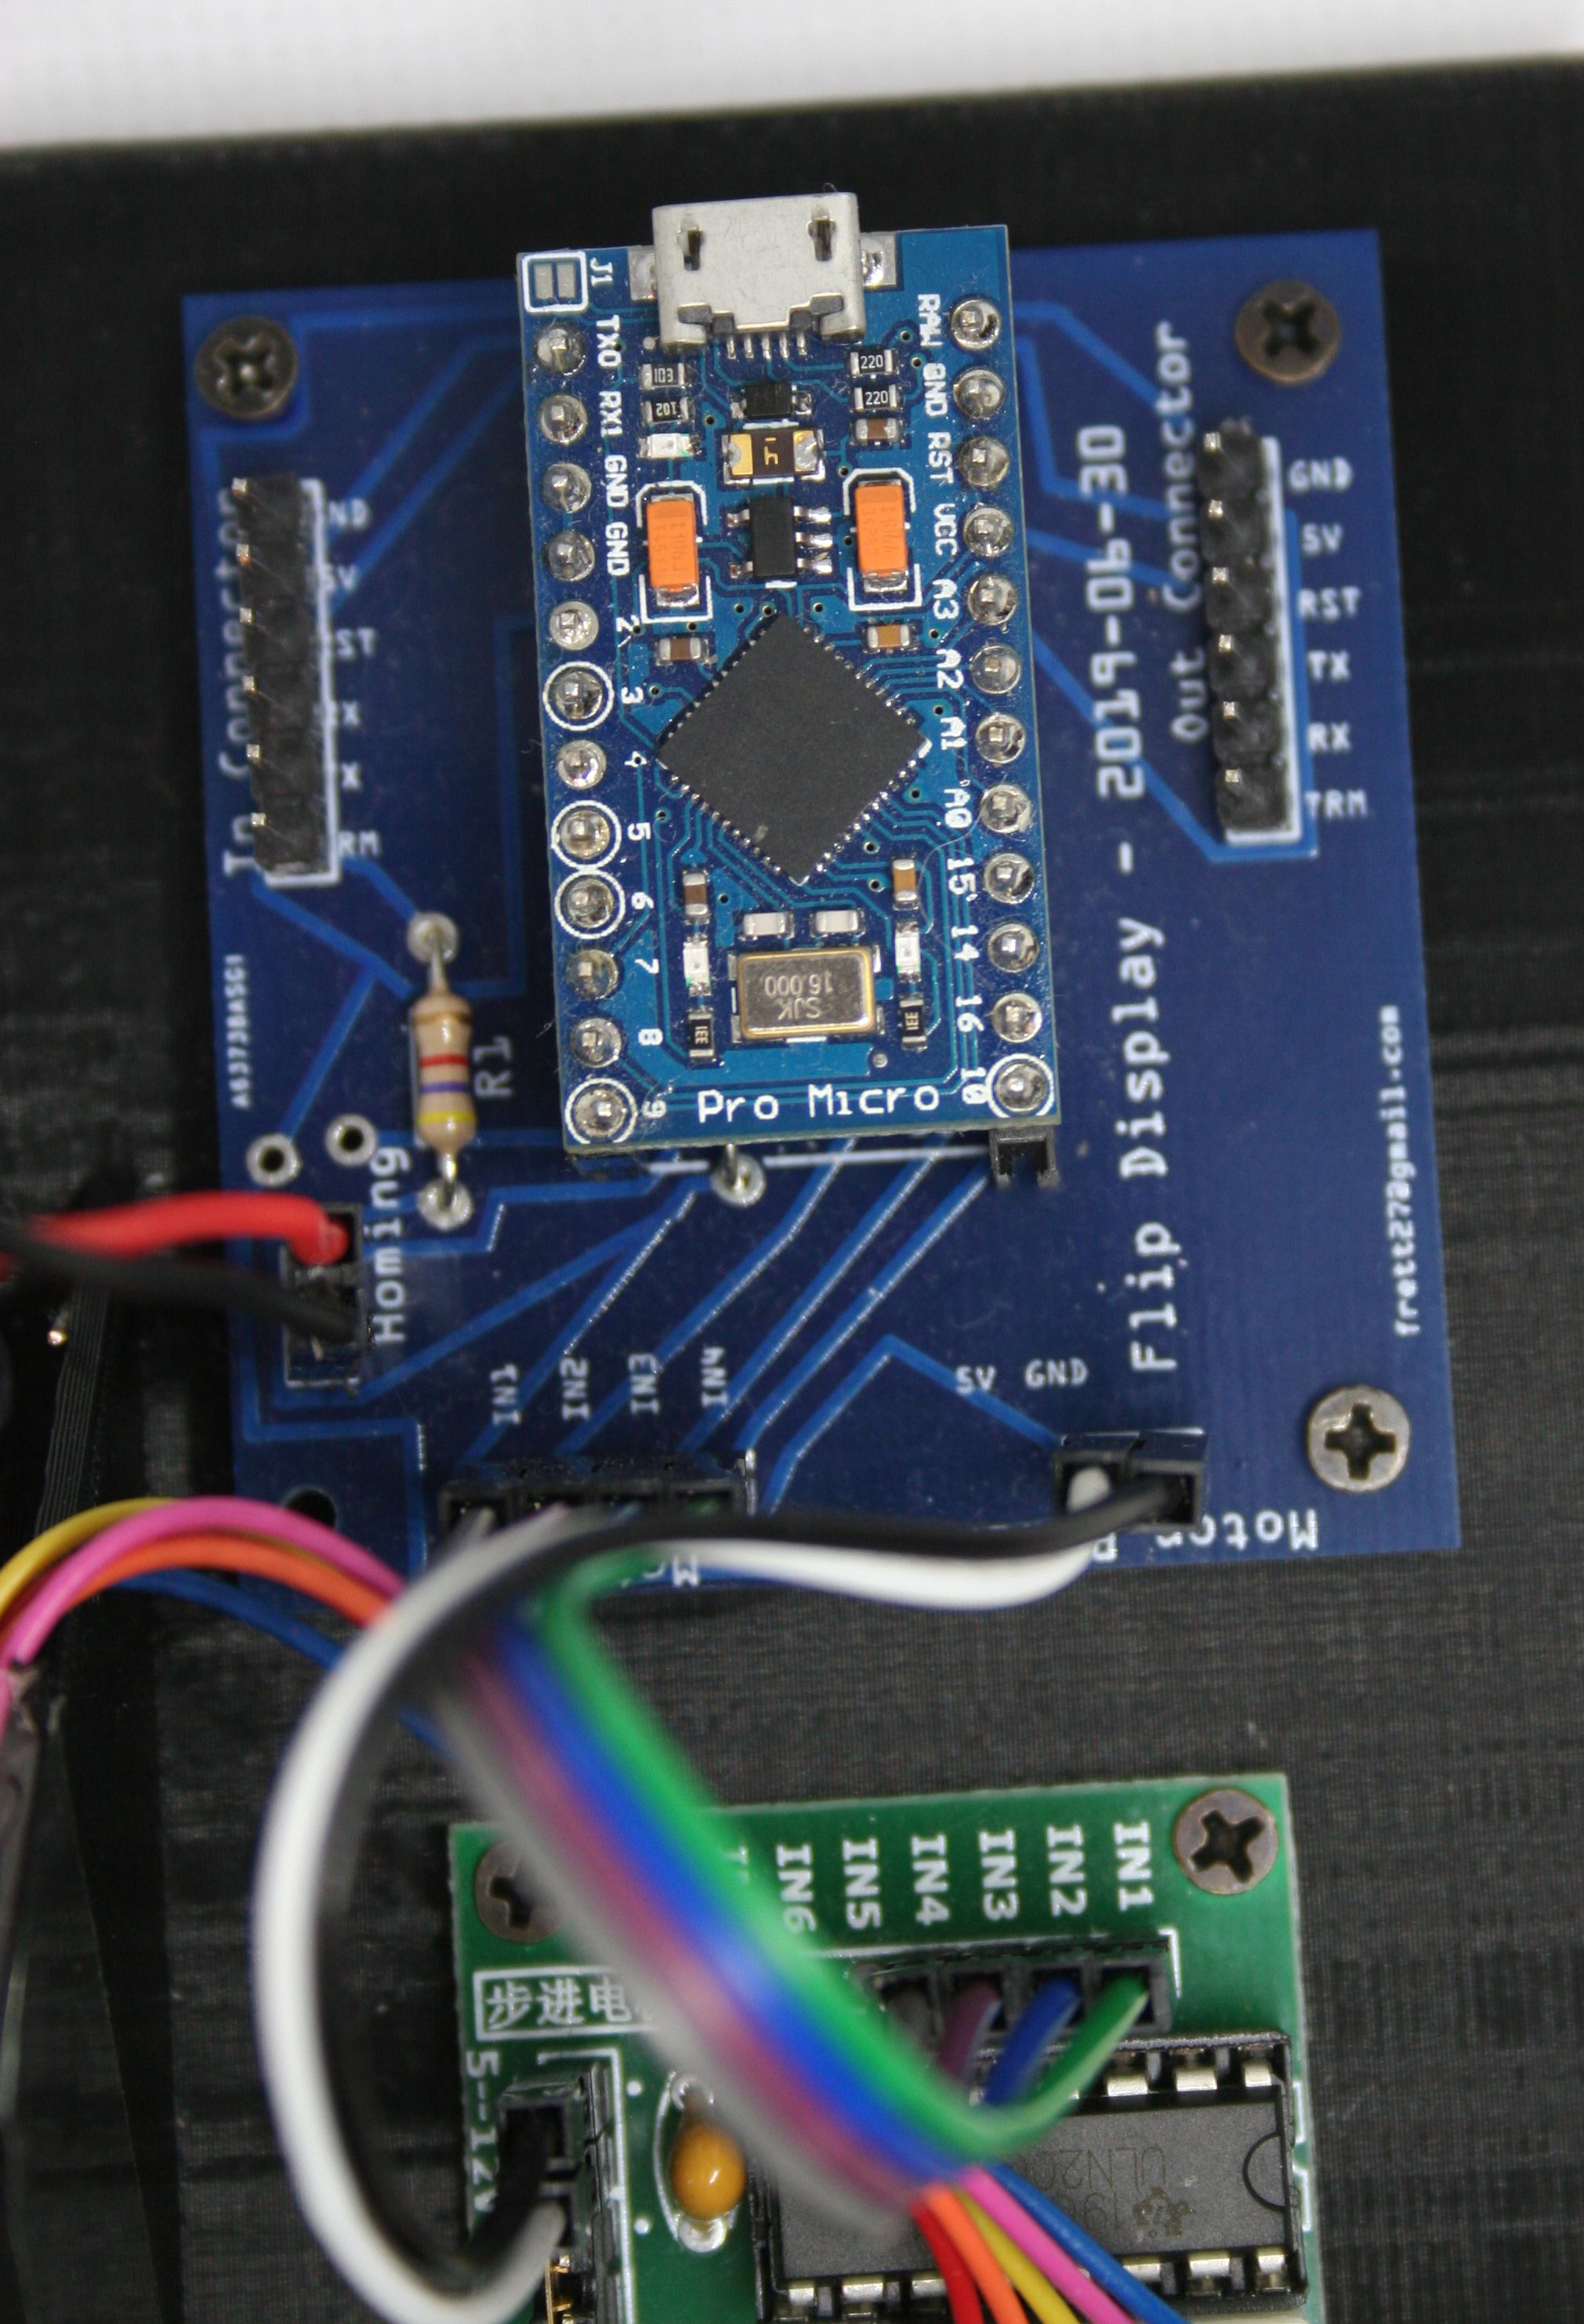 J1
TX0
RX1
GND
GND
2
3
4
5
6
7
8
9
RAW
GND
RST
VCC
A3
A2
A1
A0
15
14
16
10
103
102
220
220
SJK
16.000
Pro Micro
In Connector
Out Connector
GND
5V
RST
TX
RX
TRM
Flip Display - 2019-06-30
R1
Homing
IN1
IN2
IN3
IN4
5V GND
Motor
IN6
IN5
IN4
IN3
IN2
IN1
步进电